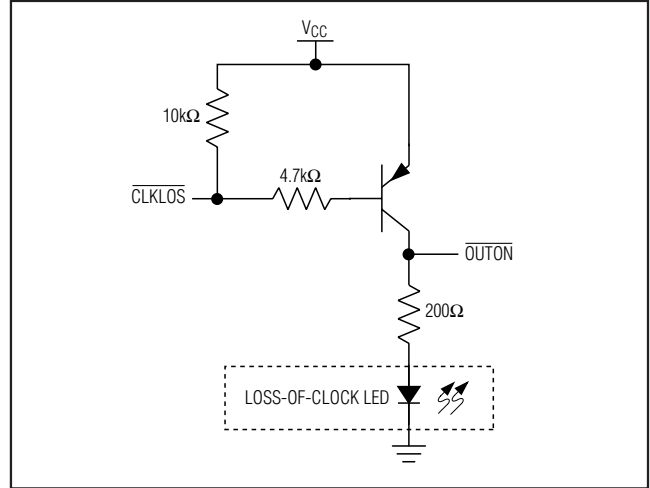 VCC
10kΩ
4.7kΩ
CLKLOS
OUTON
200Ω
LOSS-OF-CLOCK LED